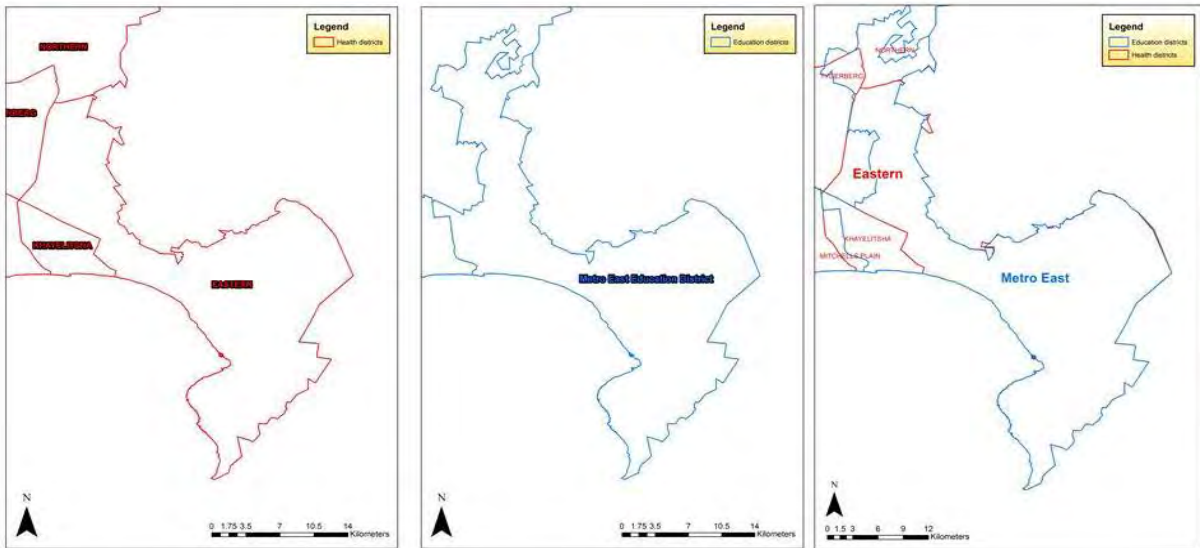 Legend
Health districts
NORTHERN
KHAYELITSHA
EASTERN
N
0 1.75 3.5 7 10.5 14
Kilometers
Legend
Education districts
Metro East Education District
N
0 1.75 3.5 7 10.5 14
Kilometers
Legend
Education districts
Health districts
NORTHERN
TYGERBERG
Eastern
KHAYELITSHA
MITCHELLS PLAIN
Metro East
N
0 1.5 3 6 9 12
Kilometers